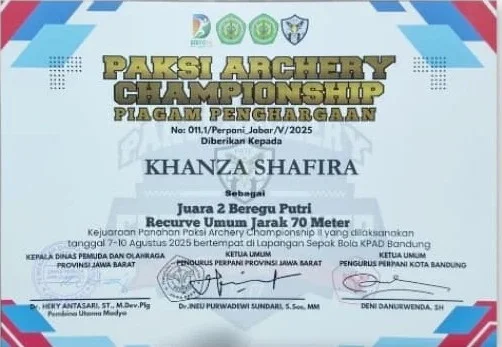 PAKSI ARCHERY
CHAMPIONSHIP
PIAGAM PENGHARGAAN
No: 011.1/Perpani_Jabar/V/2025
Diberikan Kepada
KHANZA SHAFIRA
Sebagai
Juara 2 Beregu Putri
Recurve Umum Jarak 70 Meter
Kejuaraan Panahan Paksi Archery Championship II yang dilaksanakan
tanggal 7-10 Agustus 2025 bertempat di Lapangan Sepak Bola KPAD Bandung
KEPALA DINAS PEMUDA DAN OLAHRAGA
PROVINSI JAWA BARAT
KETUA UMUM
PENGURUS PERPANI PROVINSI JAWA BARAT
KETUA UMUM
PENGURUS PERPANI KOTA BANDUNG
Dr. HERY ANTASARI, ST., M.Dev.Plg
Pembina Utama Madya
Dr.INEU PURWADEWI SUNDARI, S.Sos, MM
DENI DANURWENDA, SH